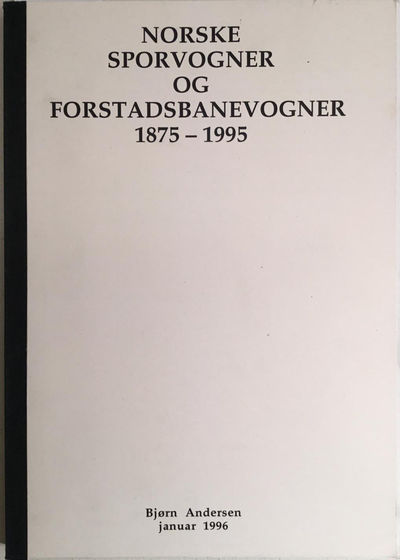 NORSKE
SPORVOGNER
OG
FORSTADSBANEVOGNER
1875 – 1995
Bjørn Andersen
januar 1996